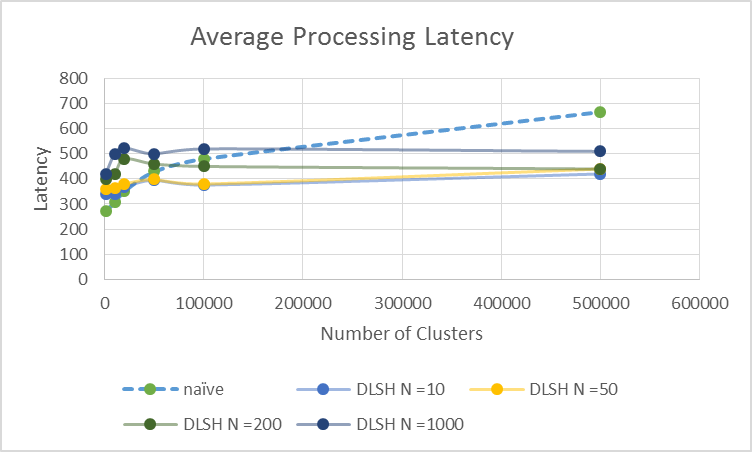 Average Processing Latency
800
700
600
500
400
300
200
100
0
Latency
0 100000 200000 300000 400000 500000 600000
Number of Clusters
naïve DLSH N =10 DLSH N =50
DLSH N =200 DLSH N =1000